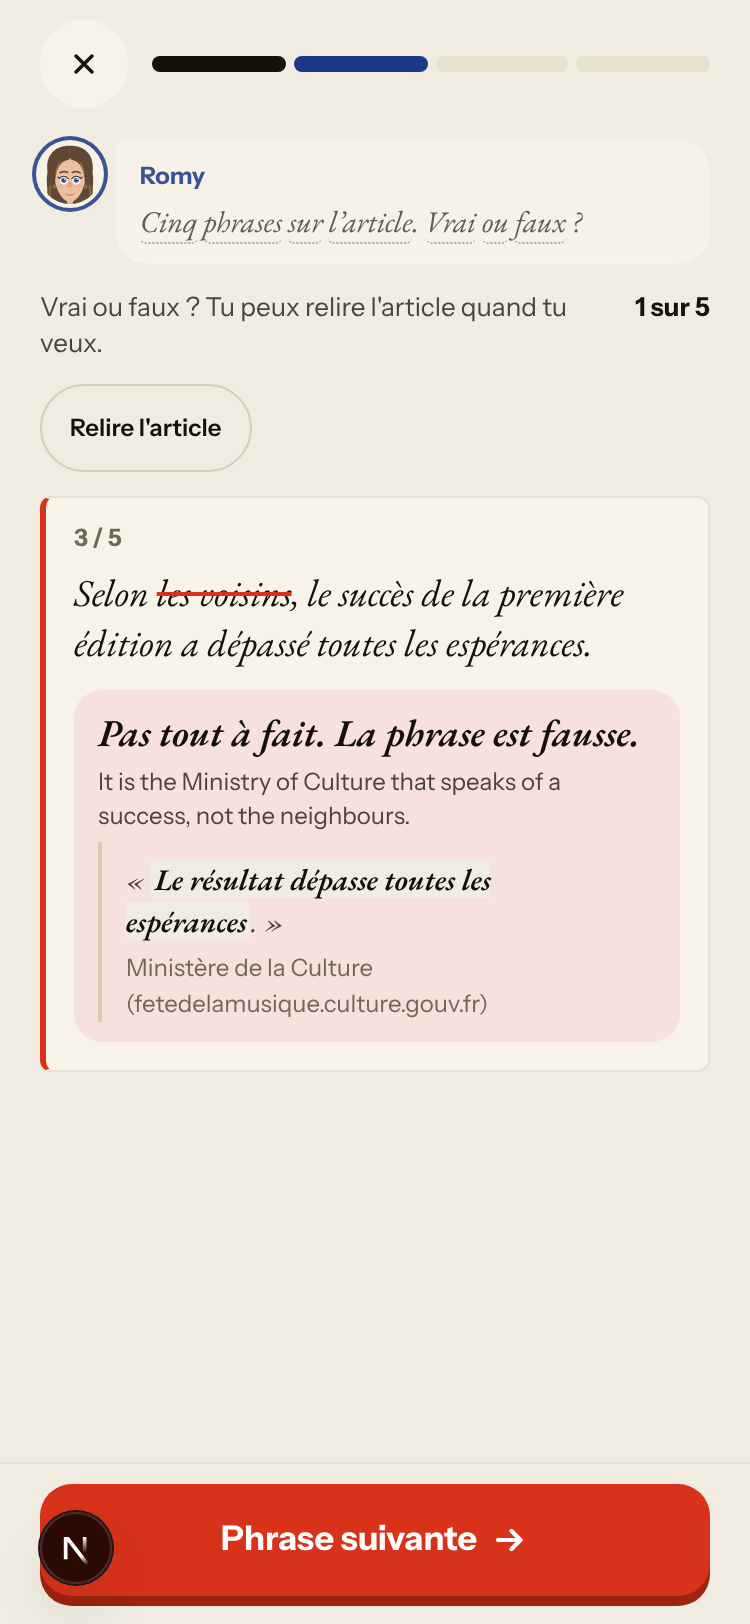 Romy
Cinq phrases sur l’article. Vrai ou faux ?
Vrai ou faux ? Tu peux relire l'article quand tu
veux.
1 sur 5
Relire l'article
3 / 5
Selon les voisins, le succès de la première
édition a dépassé toutes les espérances.
Pas tout à fait. La phrase est fausse.
It is the Ministry of Culture that speaks of a
success, not the neighbours.
« Le résultat dépasse toutes les
espérances. »
Ministère de la Culture
(fetedelamusique.culture.gouv.fr)
Phrase suivante →
N